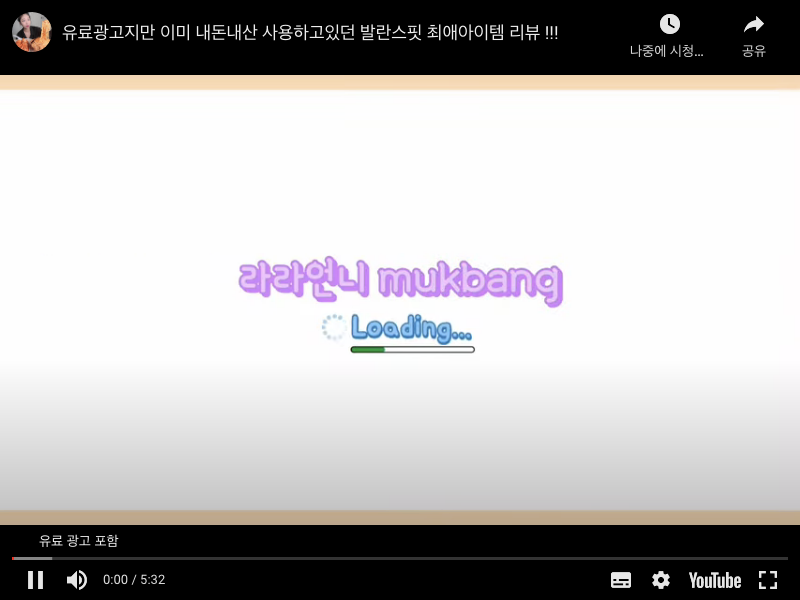 유료광고지만 이미 내돈내산 사용하고있던 발란스핏 최애아이템 리뷰 !!!
나중에 시청...
공유
라라언니 mukbang
Loading...
유료 광고 포함
0:00 / 5:32
YouTube